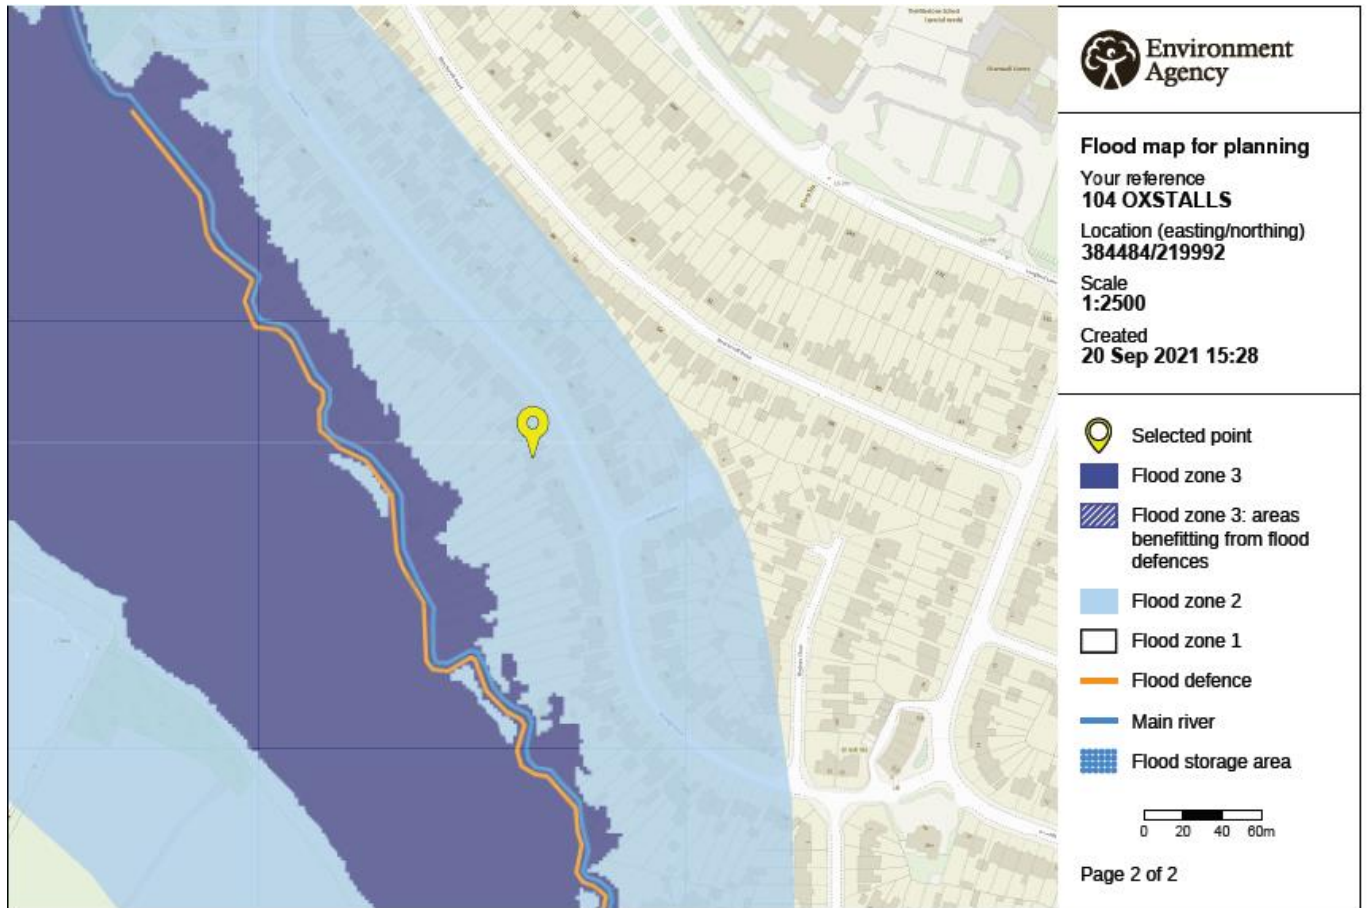 Environment
Agency
Flood map for planning
Your reference
104 OXSTALLS
Location (easting/northing)
384484/219992
Scale
1:2500
Created
20 Sep 2021 15:28
Selected point
Flood zone 3
Flood zone 3: areas
benefitting from flood
defences
Flood zone 2
Flood zone 1
Flood defence
Main river
Flood storage area
0 20 40 60m
Page 2 of 2